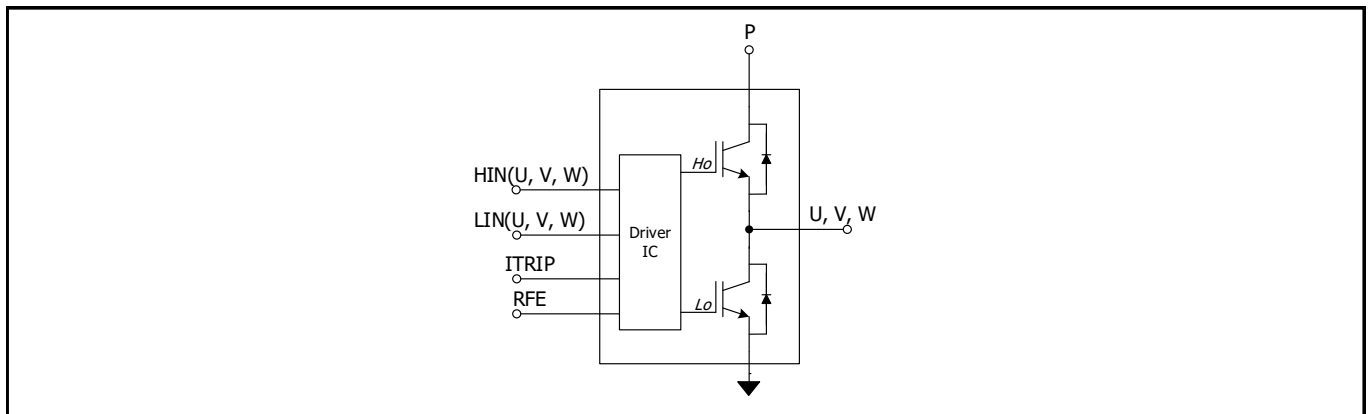 P
HIN(U, V, W)
Ho
LIN(U, V, W)
Driver
IC
U, V, W
ITRIP
RFE
Lo